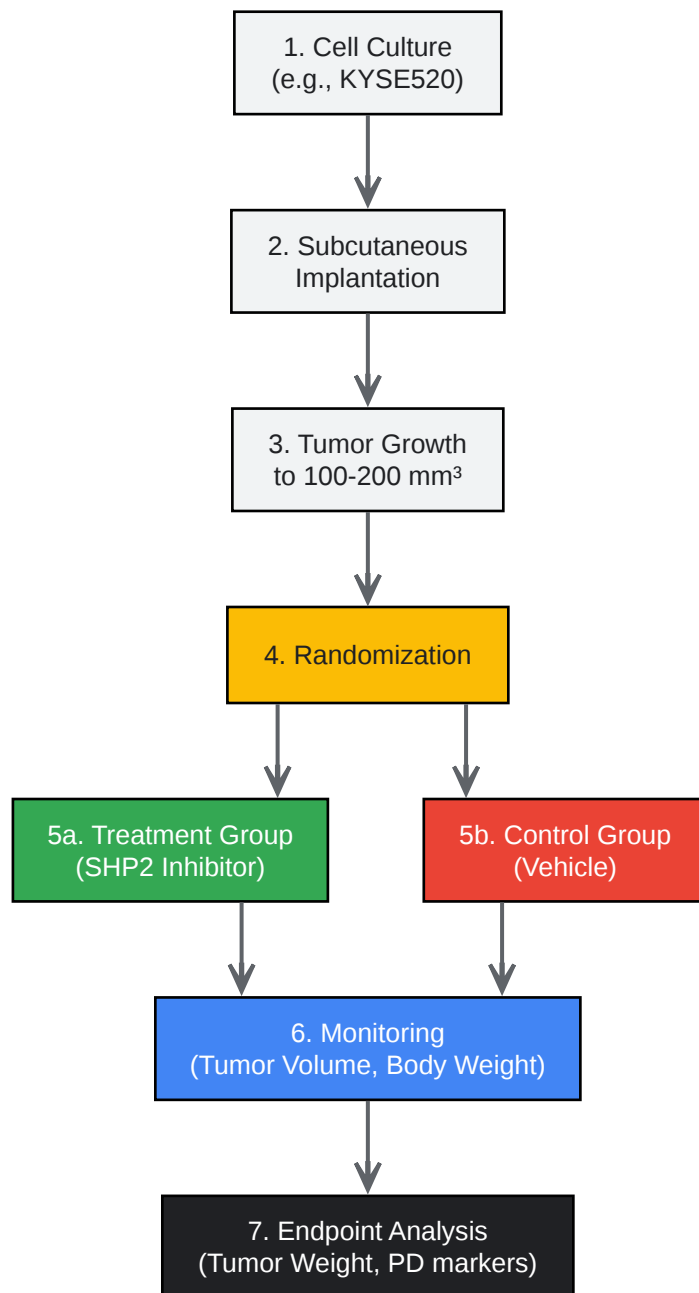 1. Cell Culture
(e.g., KYSE520)
2. Subcutaneous
Implantation
3. Tumor Growth
to 100-200 mm³
4. Randomization
5a. Treatment Group
(SHP2 Inhibitor)
5b. Control Group
(Vehicle)
6. Monitoring
(Tumor Volume, Body Weight)
7. Endpoint Analysis
(Tumor Weight, PD markers)